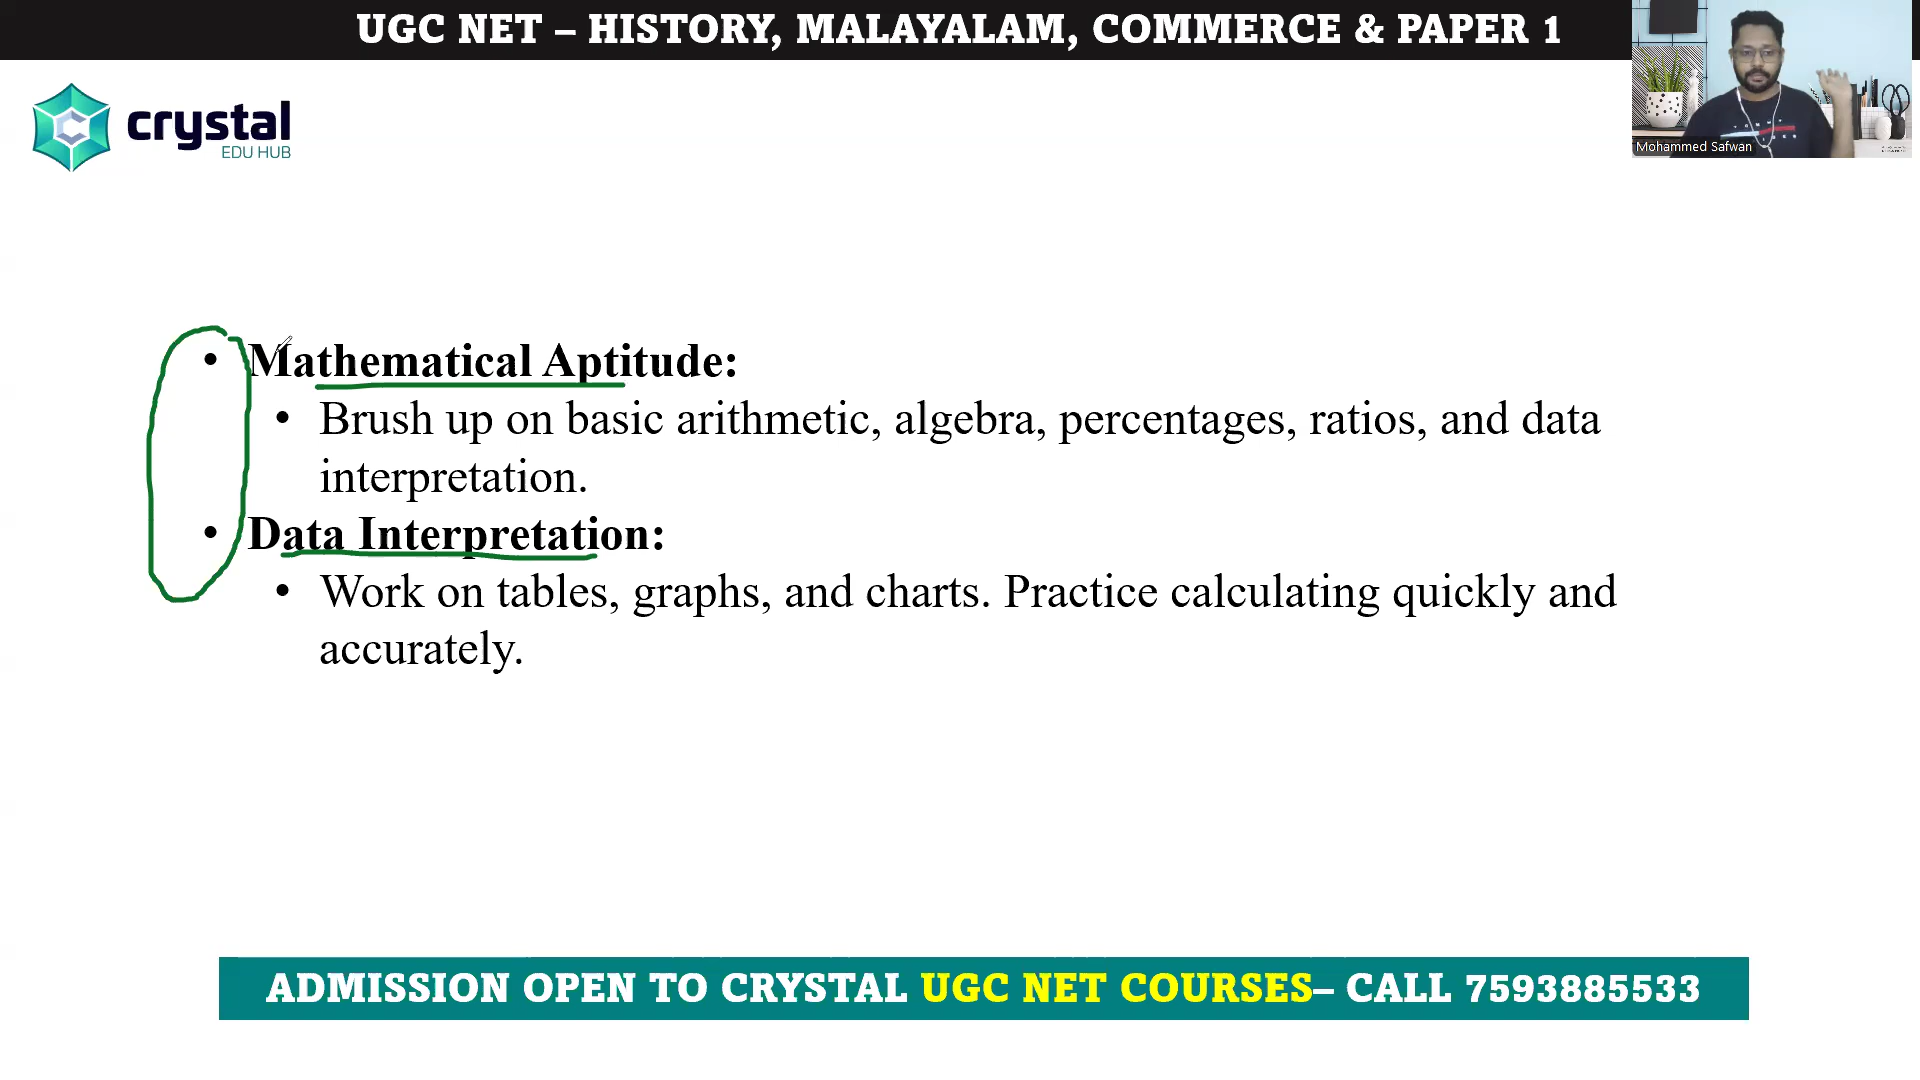 UGC NET – HISTORY, MALAYALAM, COMMERCE & PAPER 1
crystal
EDU HUB
Mohammed Safwan
• Mathematical Aptitude:
• Brush up on basic arithmetic, algebra, percentages, ratios, and data
interpretation.
• Data Interpretation:
• Work on tables, graphs, and charts. Practice calculating quickly and
accurately.
ADMISSION OPEN TO CRYSTAL UGC NET COURSES– CALL 7593885533